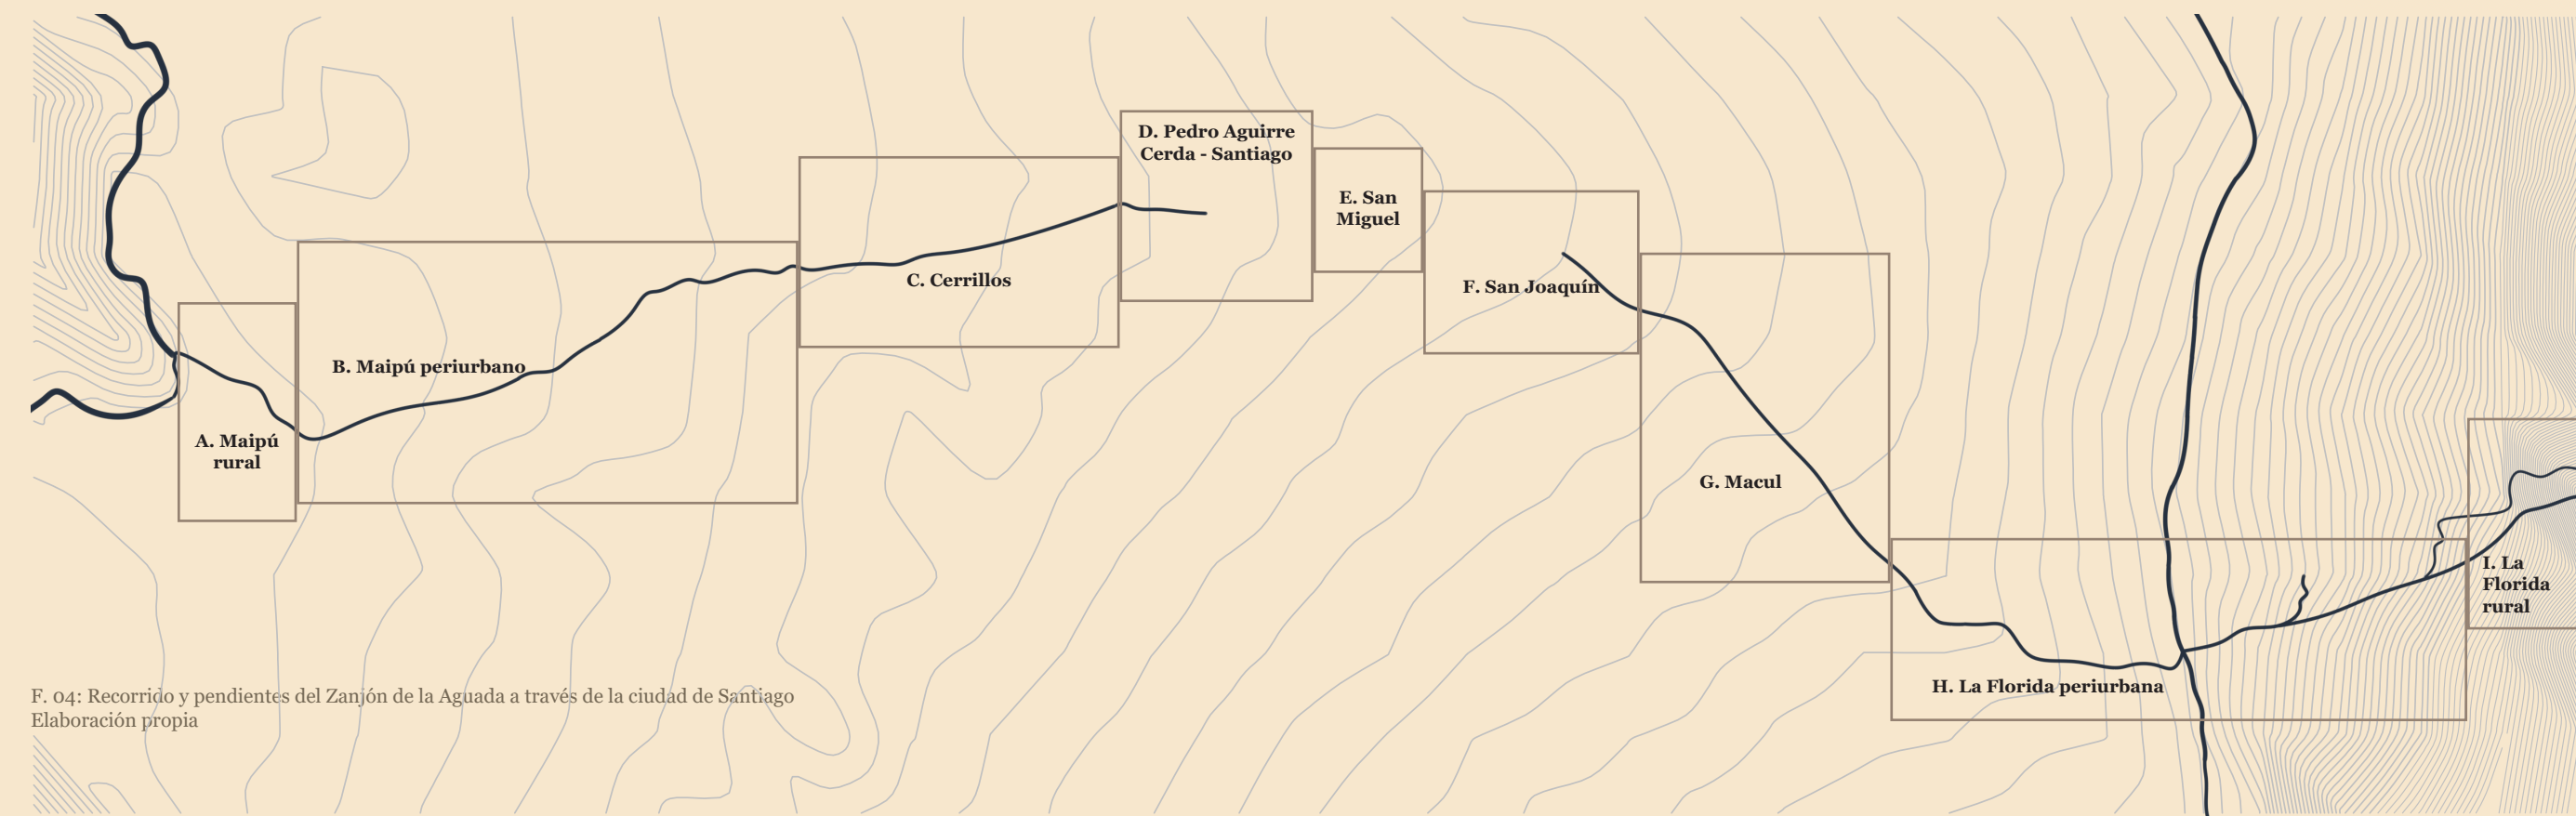 D. Pedro Aguirre
Cerda - Santiago
E. San
Miguel
C. Cerrillos
F. San Joaquín
B. Maipú periurbano
A. Maipú
rural
G. Macul
I. La
Florida
rural
H. La Florida periurbana
F. 04: Recorrido y pendientes del Zanjón de la Aguada a través de la ciudad de Santiago
Elaboración propia